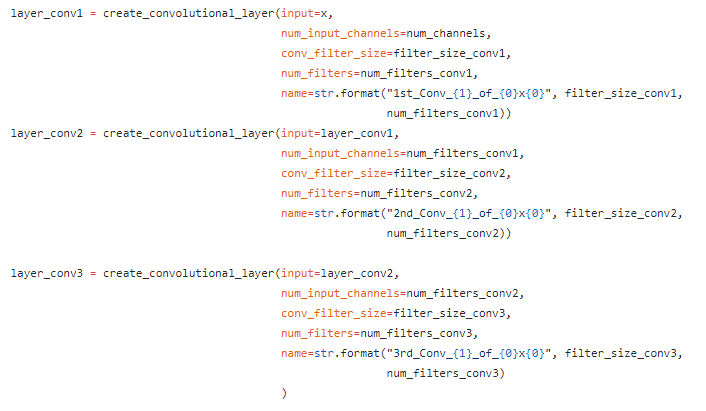 layer_conv1 = create_convolutional_layer(input=x,
num_input_channels=num_channels,
conv_filter_size=filter_size_conv1,
num_filters=num_filters_conv1,
name=str.format("1st_Conv_{1}_of_{0}x{0}", filter_size_conv1,
num_filters_conv1))
layer_conv2 = create_convolutional_layer(input=layer_conv1,
num_input_channels=num_filters_conv1,
conv_filter_size=filter_size_conv2,
num_filters=num_filters_conv2,
name=str.format("2nd_Conv_{1}_of_{0}x{0}", filter_size_conv2,
num_filters_conv2))
layer_conv3 = create_convolutional_layer(input=layer_conv2,
num_input_channels=num_filters_conv2,
conv_filter_size=filter_size_conv3,
num_filters=num_filters_conv3,
name=str.format("3rd_Conv_{1}_of_{0}x{0}", filter_size_conv3,
num_filters_conv3)
)